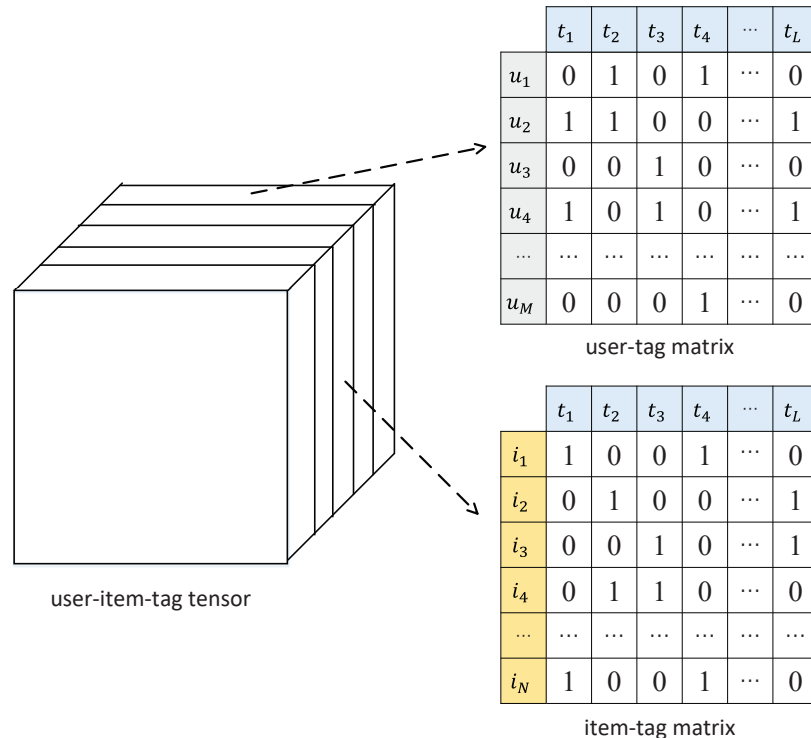 t₁ t₂ t₃ t₄ ··· t_L
u₁ 0 1 0 1 ··· 0
u₂ 1 1 0 0 ··· 1
u₃ 0 0 1 0 ··· 0
u₄ 1 0 1 0 ··· 1
··· ··· ··· ··· ··· ··· ···
u_M 0 0 0 1 ··· 0
user-tag matrix
t₁ t₂ t₃ t₄ ··· t_L
i₁ 1 0 0 1 ··· 0
i₂ 0 1 0 0 ··· 1
i₃ 0 0 1 0 ··· 1
i₄ 0 1 1 0 ··· 0
··· ··· ··· ··· ··· ··· ···
i_N 1 0 0 1 ··· 0
item-tag matrix
user-item-tag tensor